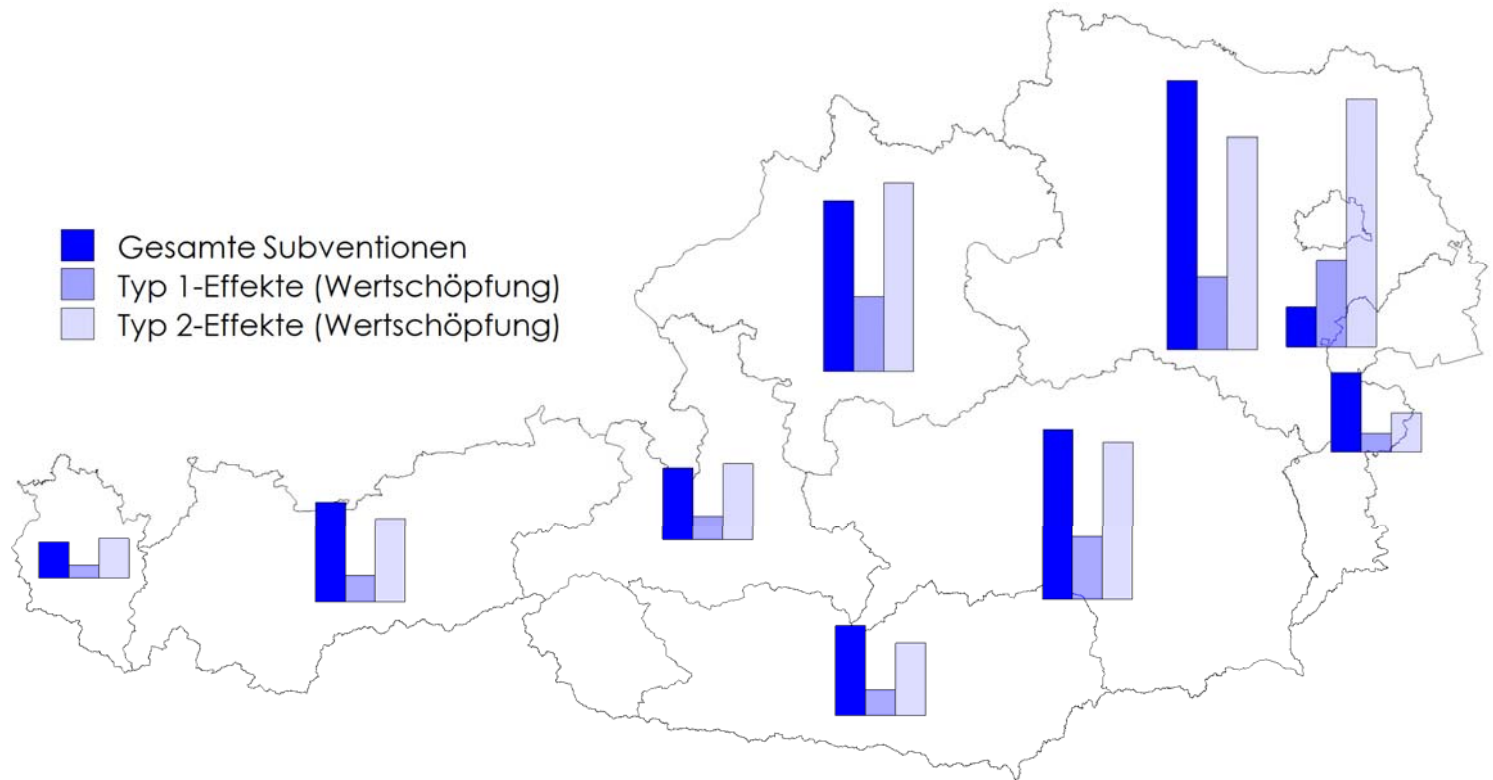 Gesamte Subventionen
Typ 1-Effekte (Wertschöpfung)
Typ 2-Effekte (Wertschöpfung)